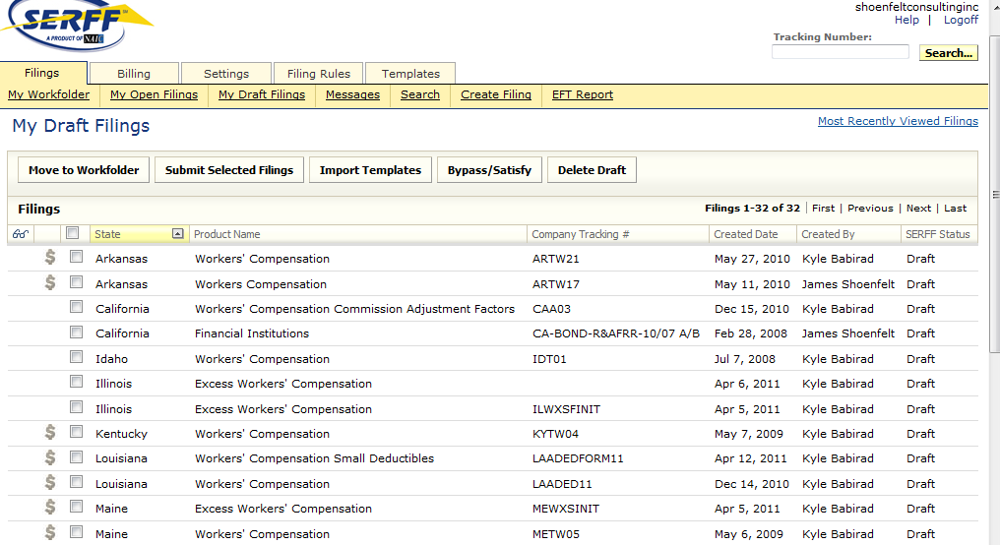 shoenfeltconsultinginc
SERFF™
A PRODUCT OF NAIC
Help | Logoff
Tracking Number:
Search...
Filings Billing Settings Filing Rules Templates
My Workfolder My Open Filings My Draft Filings Messages Search Create Filing EFT Report
My Draft Filings Most Recently Viewed Filings
Move to Workfolder Submit Selected Filings Import Templates Bypass/Satisfy Delete Draft
Filings Filings 1-32 of 32 | First | Previous | Next | Last
State Product Name Company Tracking # Created Date Created By SERFF Status
$ Arkansas Workers' Compensation ARTW21 May 27, 2010 Kyle Babirad Draft
$ Arkansas Workers Compensation ARTW17 May 11, 2010 James Shoenfelt Draft
California Workers' Compensation Commission Adjustment Factors CAA03 Dec 15, 2010 Kyle Babirad Draft
California Financial Institutions CA-BOND-R&AFRR-10/07 A/B Feb 28, 2008 James Shoenfelt Draft
Idaho Workers' Compensation IDT01 Jul 7, 2008 Kyle Babirad Draft
Illinois Excess Workers' Compensation Apr 6, 2011 Kyle Babirad Draft
Illinois Excess Workers' Compensation ILWXSFINIT Apr 5, 2011 Kyle Babirad Draft
$ Kentucky Workers' Compensation KYTW04 May 7, 2009 Kyle Babirad Draft
$ Louisiana Workers' Compensation Small Deductibles LAADEDFORM11 Apr 12, 2011 Kyle Babirad Draft
$ Louisiana Workers' Compensation LAADED11 Dec 14, 2010 Kyle Babirad Draft
$ Maine Excess Workers' Compensation MEWXSINIT Apr 5, 2011 Kyle Babirad Draft
$ Maine Workers' Compensation METW05 May 6, 2009 Kyle Babirad Draft